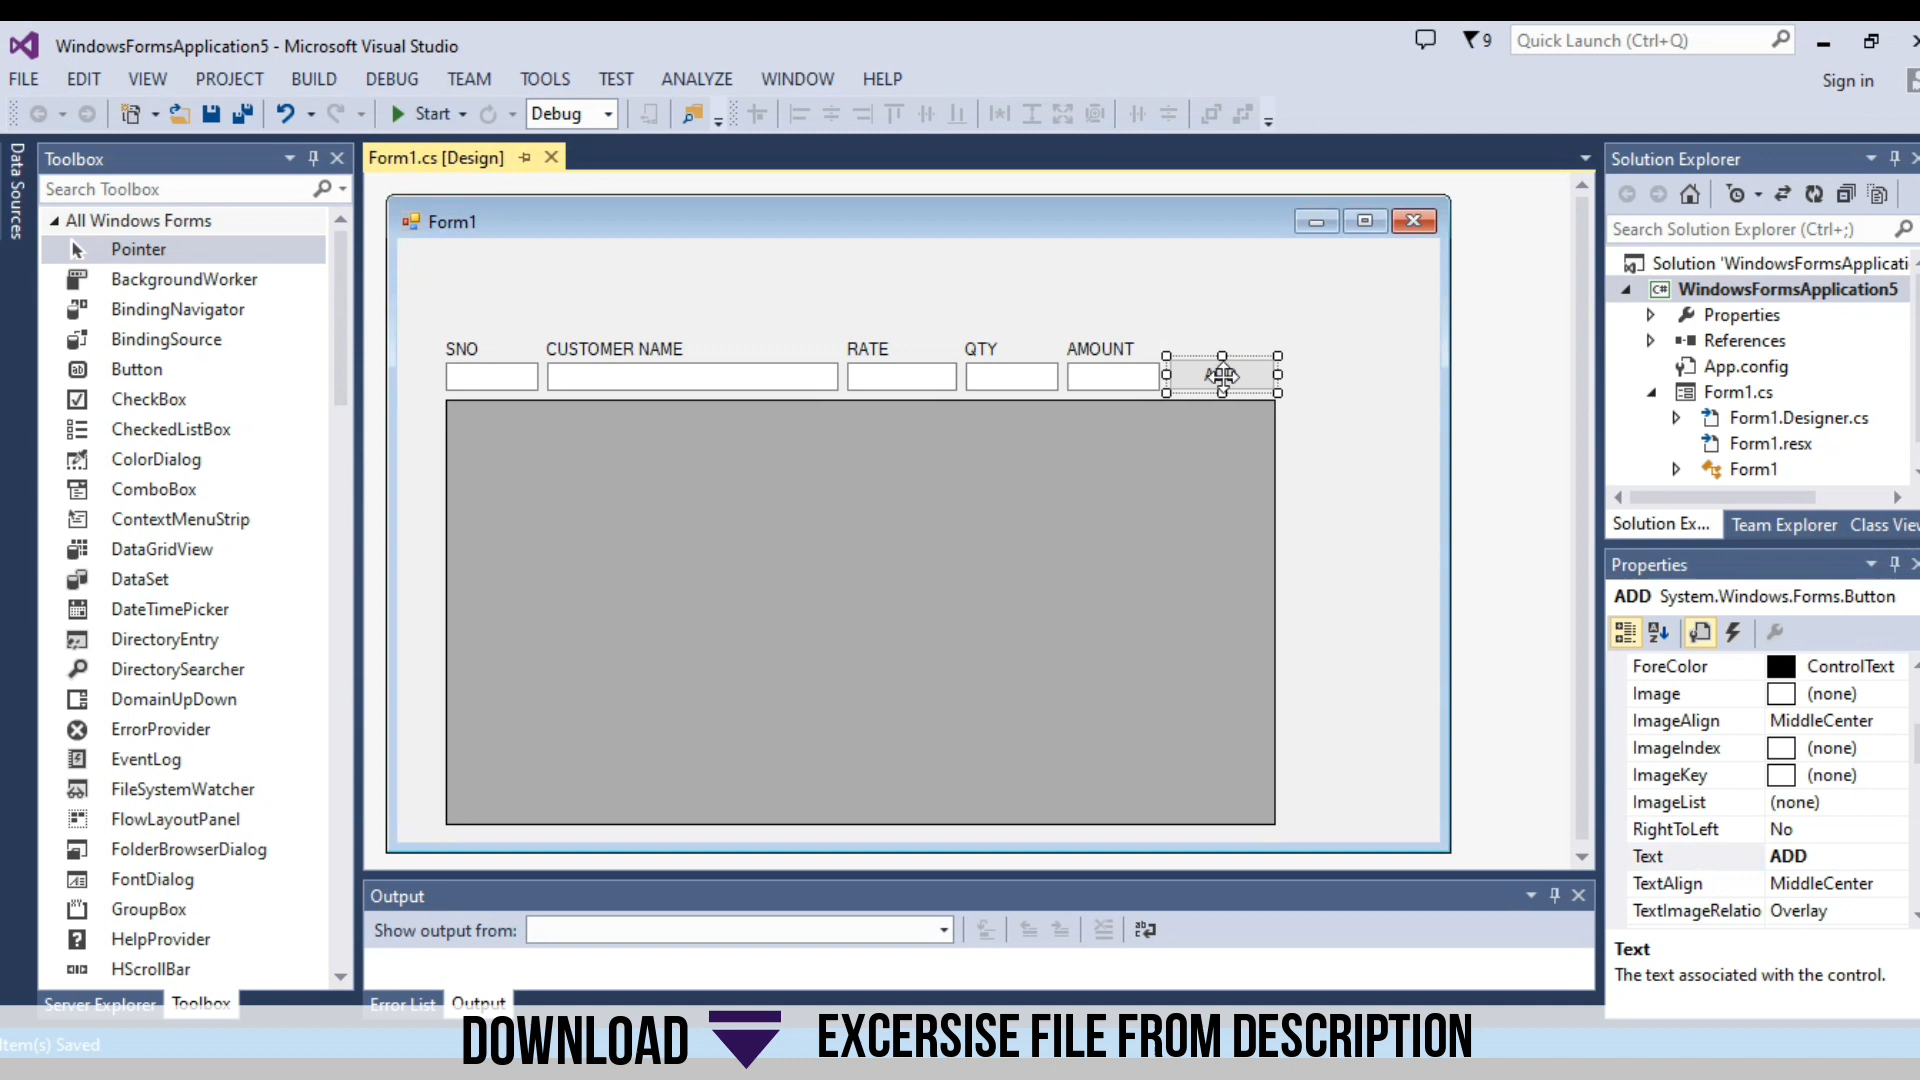 WindowsFormsApplication5 - Microsoft Visual Studio
9
Quick Launch (Ctrl+Q)
FILE EDIT VIEW PROJECT BUILD DEBUG TEAM TOOLS TEST ANALYZE WINDOW HELP
Sign in
Start
Debug
Data Sources
Toolbox
Search Toolbox
All Windows Forms
Pointer
BackgroundWorker
BindingNavigator
BindingSource
Button
CheckBox
CheckedListBox
ColorDialog
ComboBox
ContextMenuStrip
DataGridView
DataSet
DateTimePicker
DirectoryEntry
DirectorySearcher
DomainUpDown
ErrorProvider
EventLog
FileSystemWatcher
FlowLayoutPanel
FolderBrowserDialog
FontDialog
GroupBox
HelpProvider
HScrollBar
Server Explorer Toolbox
Form1.cs [Design]
Form1
SNO CUSTOMER NAME RATE QTY AMOUNT
Output
Show output from:
Error List Output
Solution Explorer
Search Solution Explorer (Ctrl+;)
Solution 'WindowsFormsApplicati
WindowsFormsApplication5
Properties
References
App.config
Form1.cs
Form1.Designer.cs
Form1.resx
Form1
Solution Ex... Team Explorer Class View
Properties
ADD System.Windows.Forms.Button
ForeColor ControlText
Image (none)
ImageAlign MiddleCenter
ImageIndex (none)
ImageKey (none)
ImageList (none)
RightToLeft No
Text ADD
TextAlign MiddleCenter
TextImageRelatio Overlay
Text
The text associated with the control.
Item(s) Saved
DOWNLOAD EXCERSISE FILE FROM DESCRIPTION